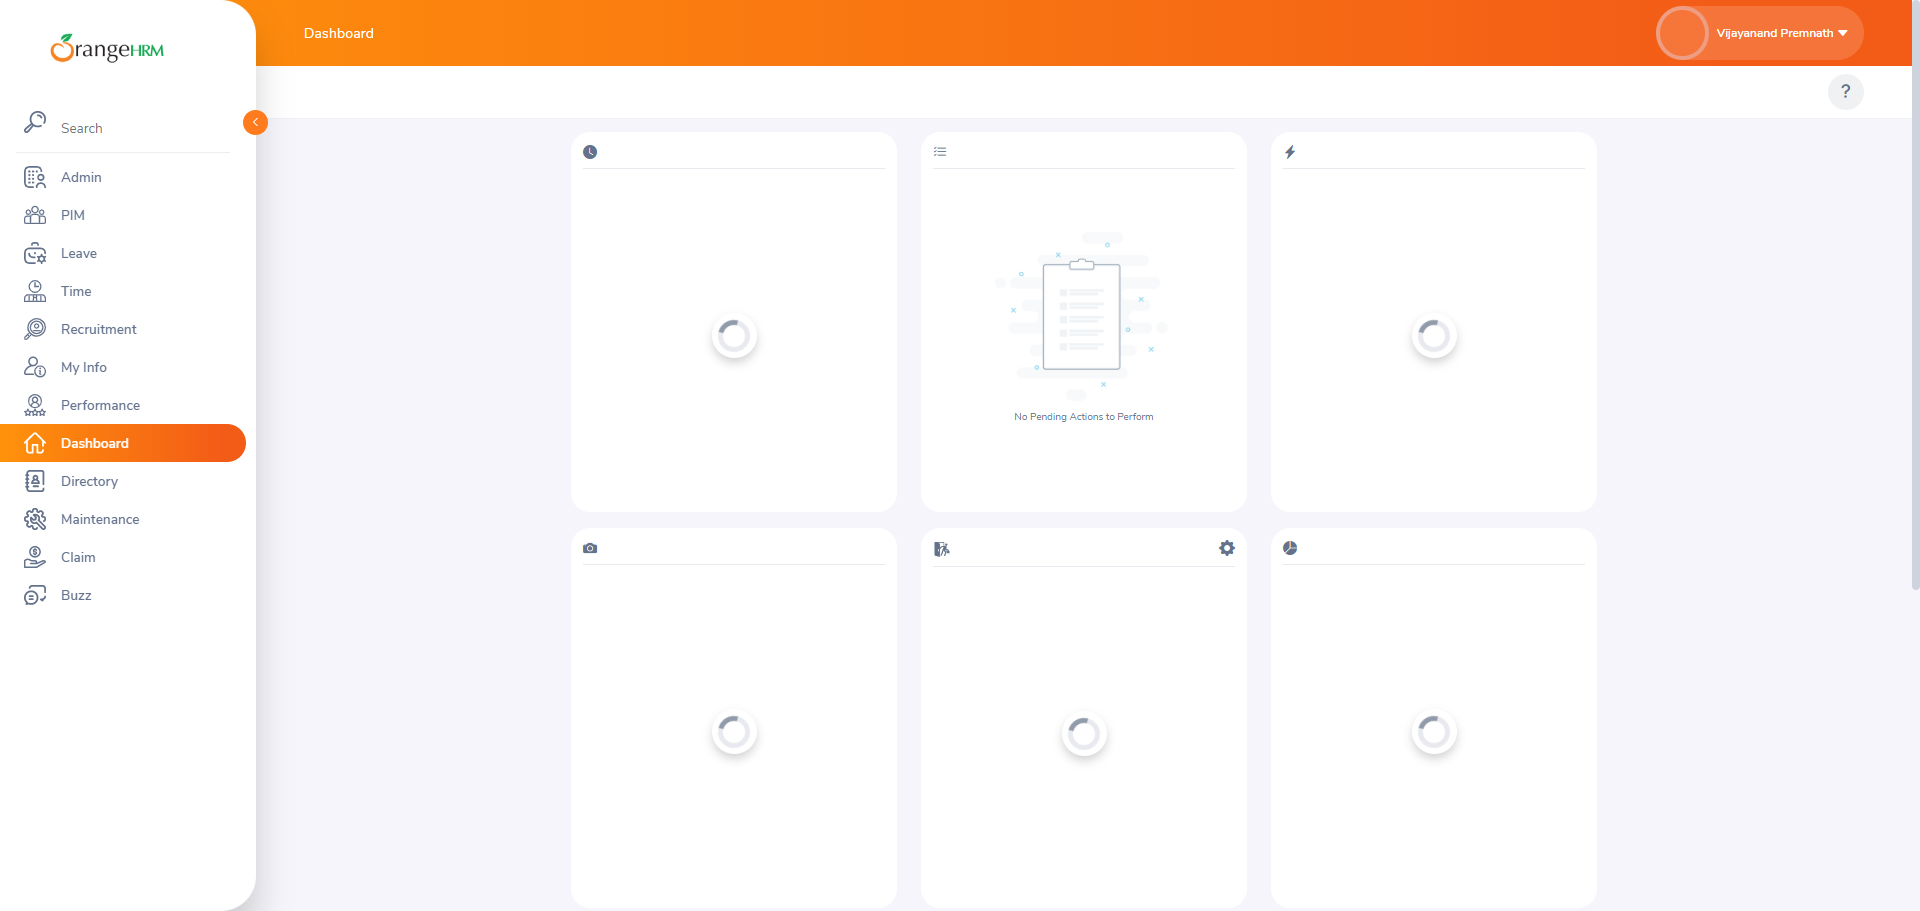 OrangeHRM
Dashboard
Vijayanand Premnath
?
Search
Admin
PIM
Leave
Time
Recruitment
My Info
Performance
Dashboard
Directory
Maintenance
Claim
Buzz
No Pending Actions to Perform